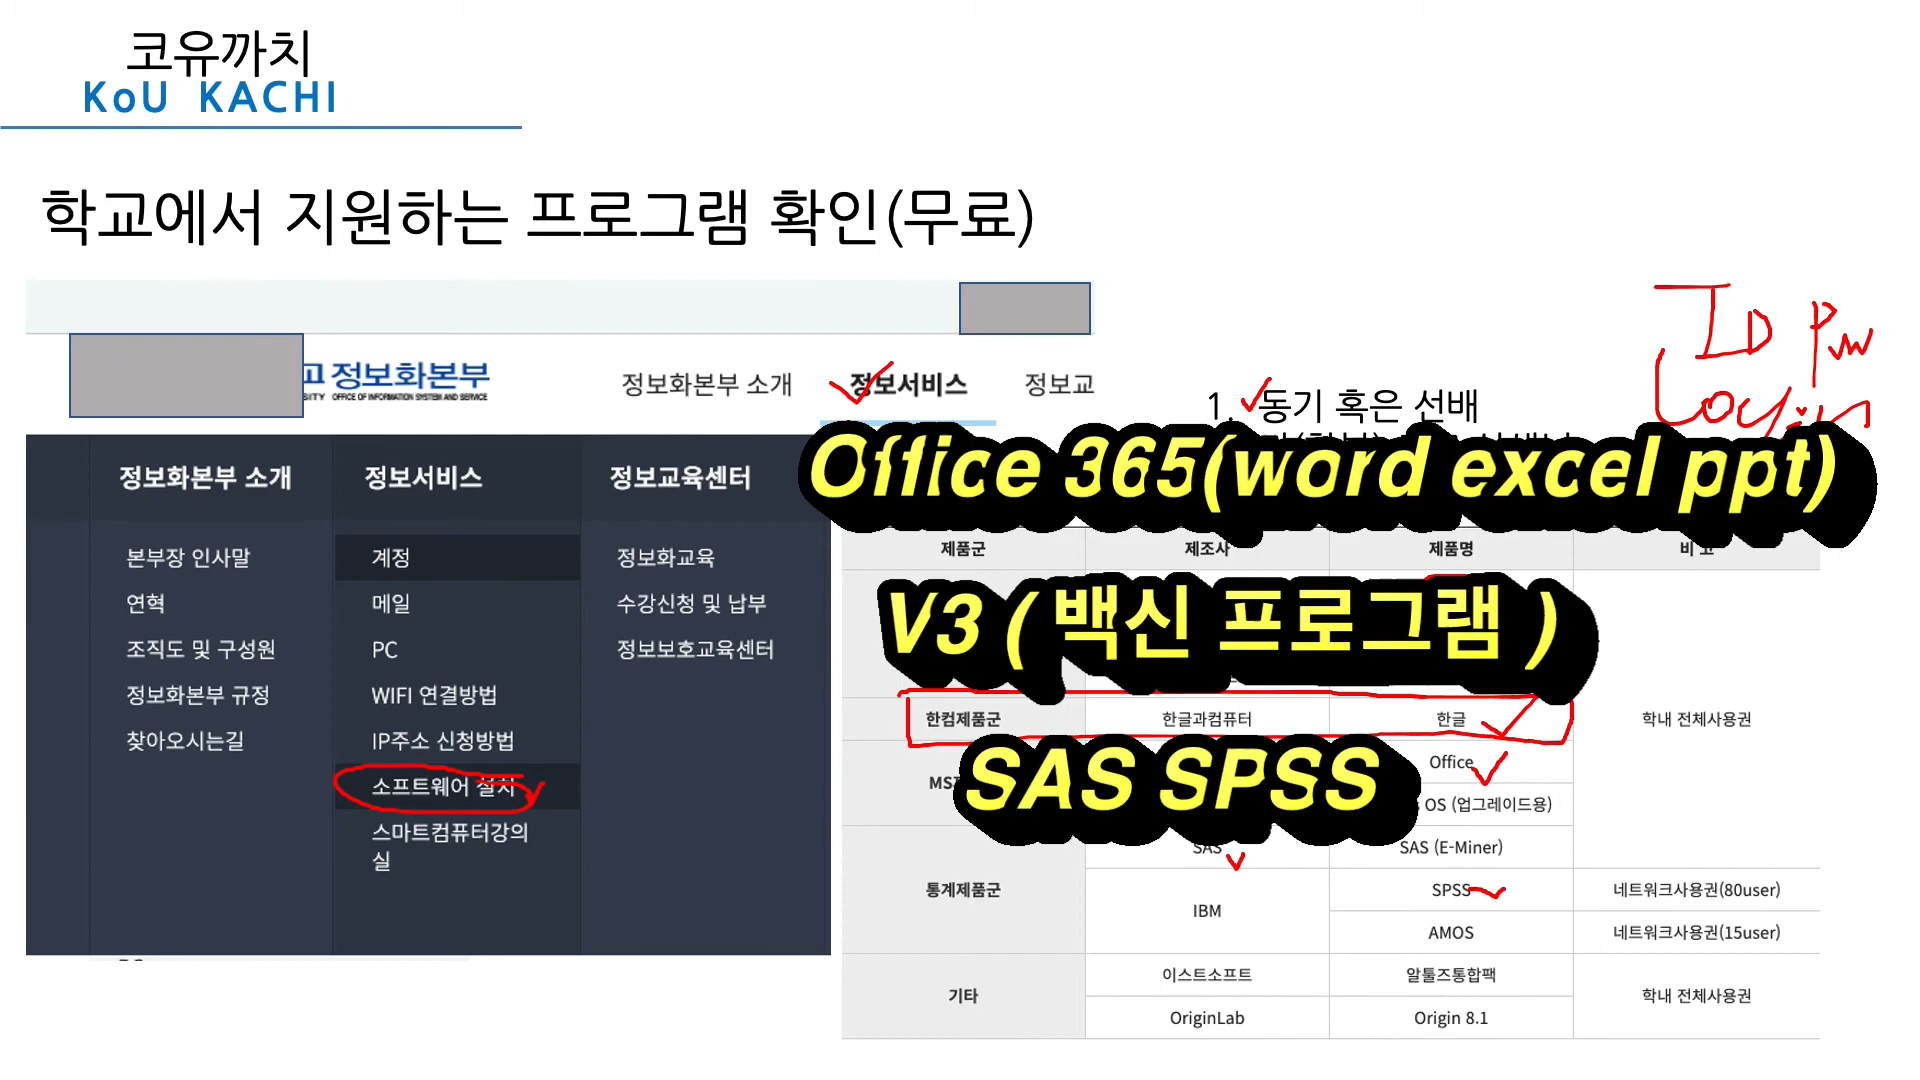 코유까치
KoU KACHI
학교에서 지원하는 프로그램 확인(무료)
ID PW
Login
교 정보화본부
SITY OFFICE OF INFORMATION SYSTEM AND SERVICE
정보화본부 소개 정보서비스 정보교
1. 동기 혹은 선배
Office 365(word excel ppt)
V3 ( 백신 프로그램 )
SAS SPSS
정보화본부 소개 정보서비스 정보교육센터
본부장 인사말 계정 정보화교육
연혁 메일 수강신청 및 납부
조직도 및 구성원 PC 정보보호교육센터
정보화본부 규정 WIFI 연결방법
찾아오시는길 IP주소 신청방법
소프트웨어 설치
스마트컴퓨터강의
실
제품군 제조사 제품명 비 고
한컴제품군 한글과컴퓨터 한글 학내 전체사용권
Office
OS (업그레이드용)
SAS SAS (E-Miner)
통계제품군 IBM SPSS 네트워크사용권(80user)
AMOS 네트워크사용권(15user)
기타 이스트소프트 알툴즈통합팩 학내 전체사용권
OriginLab Origin 8.1